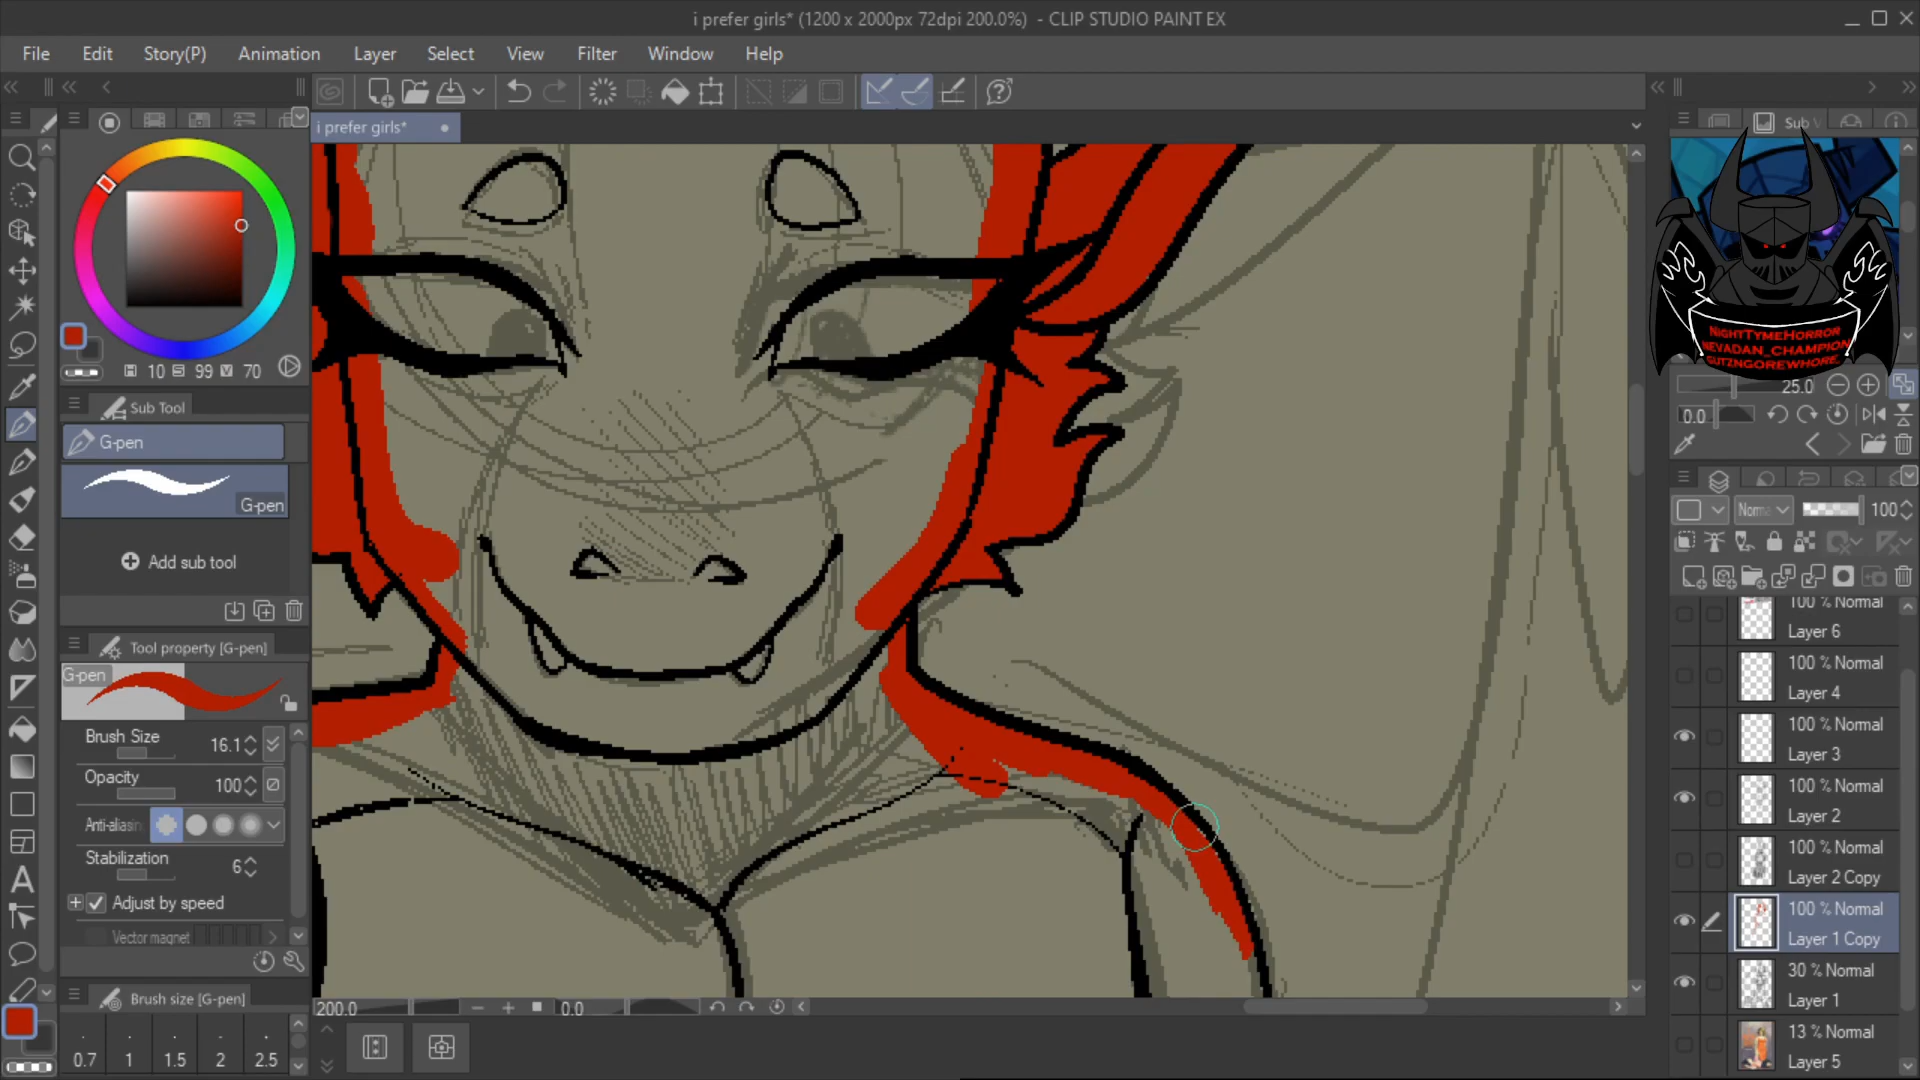 i prefer girls* (1200 x 2000px 72dpi 200.0%) - CLIP STUDIO PAINT EX
File Edit Story(P) Animation Layer Select View Filter Window Help
i prefer girls*
H 10 S 99 V 70
Sub Tool
G-pen
G-pen
Add sub tool
Tool property [G-pen]
G-pen
Brush Size 16.1
Opacity 100
Stabilization 6
Adjust by speed
Vector magnet
Brush size [G-pen]
0.7 1 1.5 2 2.5
200.0 0.0
NightTymeHorror
Nevadan_Champion
GutznGorewhore
25.0
0.0
100
100 % Normal
Layer 6
100 % Normal
Layer 4
100 % Normal
Layer 3
100 % Normal
Layer 2
100 % Normal
Layer 2 Copy
100 % Normal
Layer 1 Copy
30 % Normal
Layer 1
13 % Normal
Layer 5